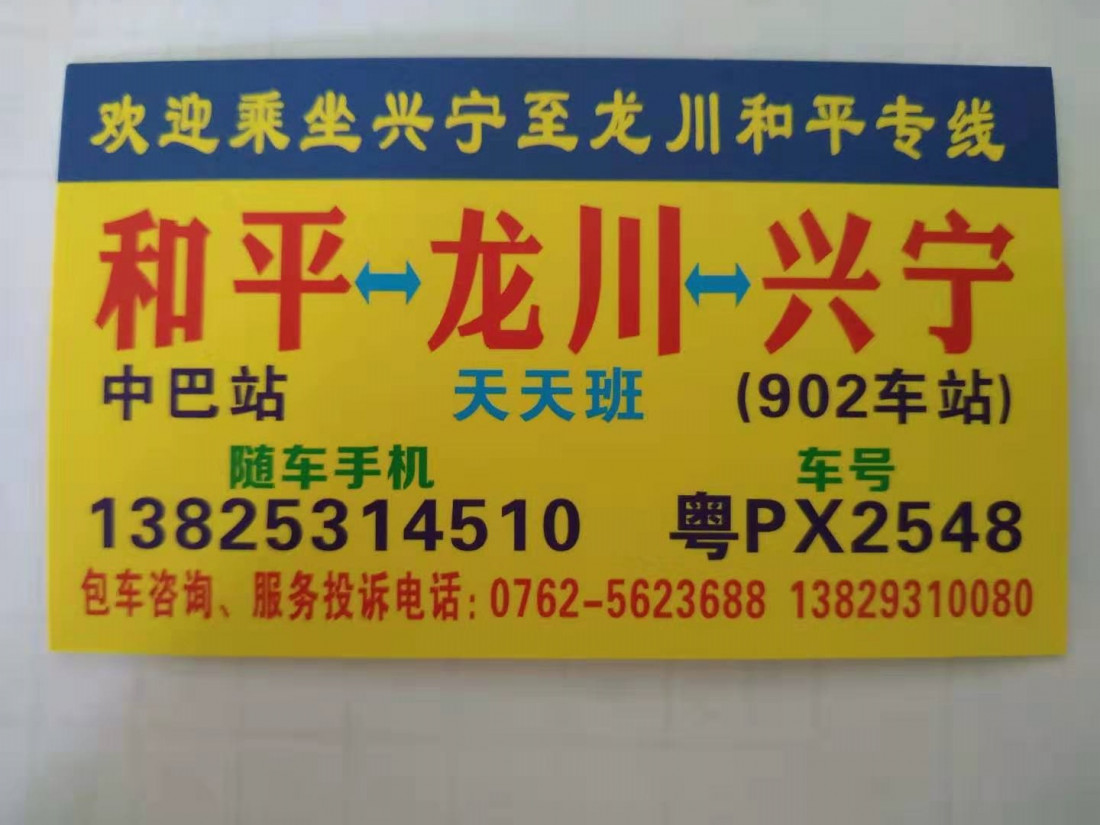 欢迎乘坐兴宁至龙川和平专线
和平↔龙川↔兴宁
中巴站 天天班 (902车站)
随车手机 车号
13825314510 粤PX2548
包车咨询、服务投诉电话:0762-5623688 13829310080